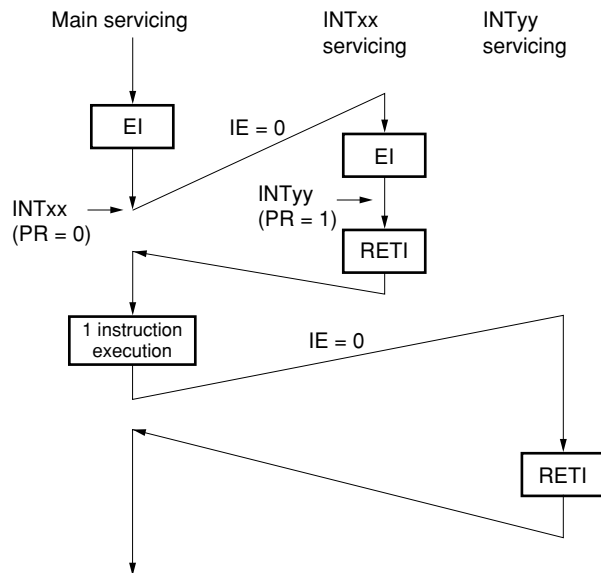 Main servicing
INTxx
servicing
INTyy
servicing
EI
IE = 0
EI
INTxx
(PR = 0)
INTyy
(PR = 1)
RETI
1 instruction
execution
IE = 0
RETI